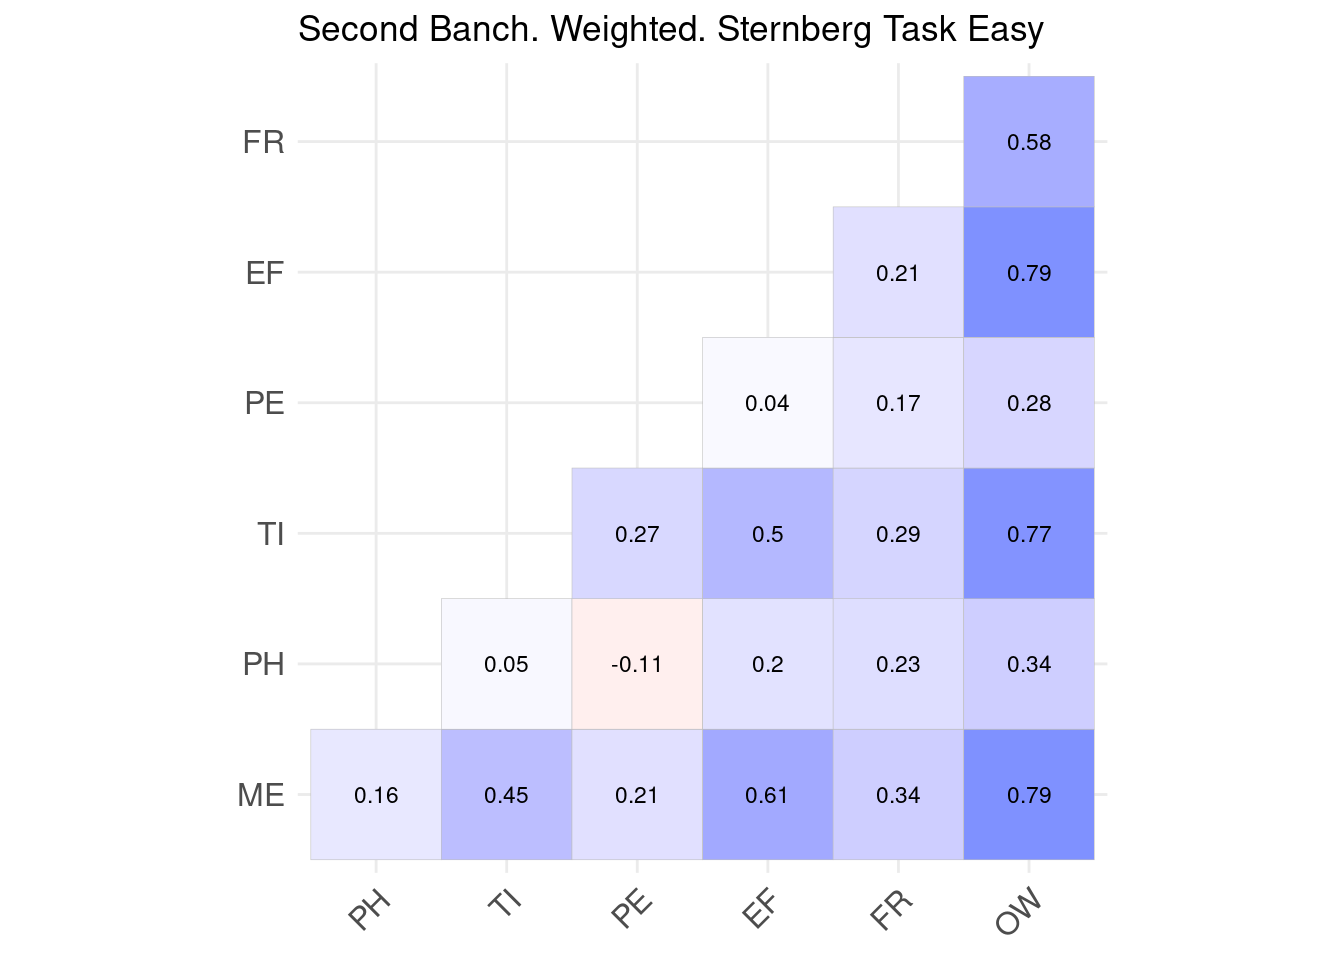 Second Banch. Weighted. Sternberg Task Easy
FR 0.58
EF 0.21 0.79
PE 0.04 0.17 0.28
TI 0.27 0.5 0.29 0.77
PH 0.05 -0.11 0.2 0.23 0.34
ME 0.16 0.45 0.21 0.61 0.34 0.79
PH TI PE EF FR OW